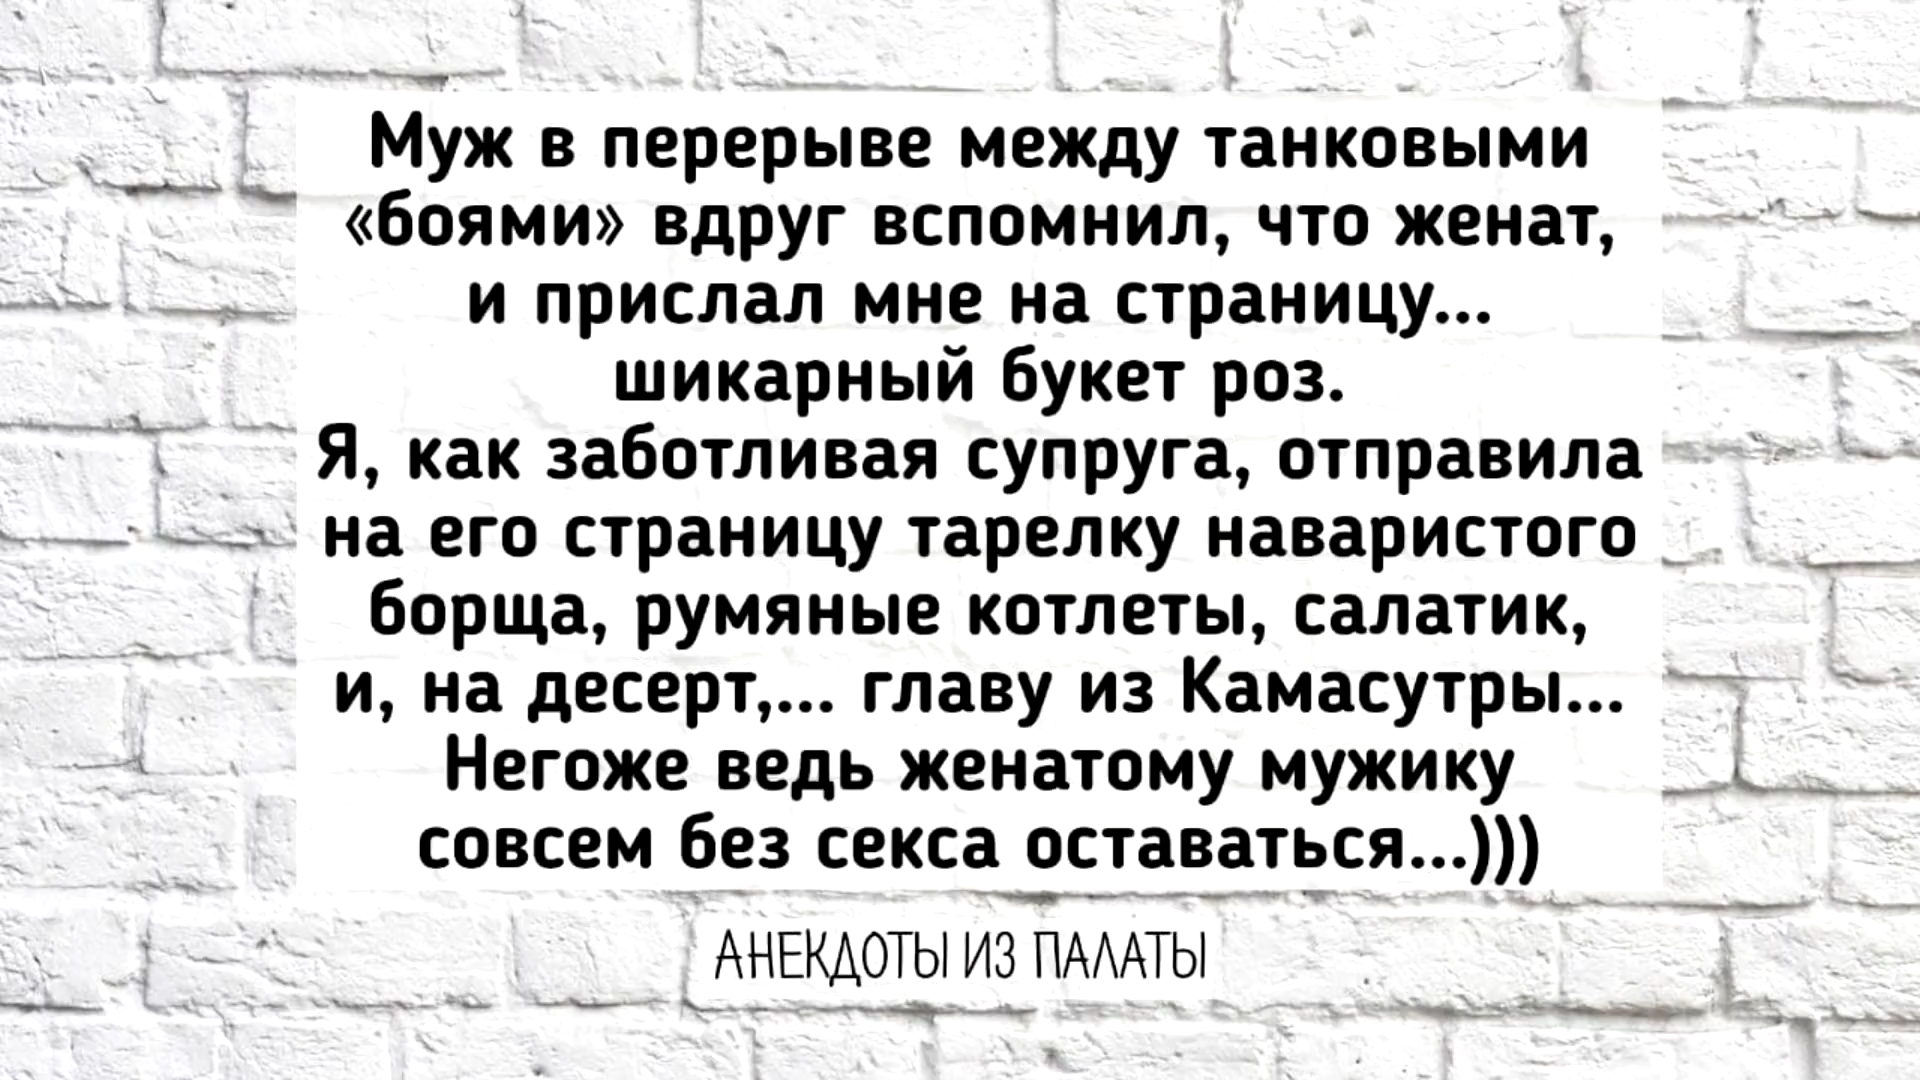 Муж в перерыве между танковыми
«боями» вдруг вспомнил, что женат,
и прислал мне на страницу...
шикарный букет роз.
Я, как заботливая супруга, отправила
на его страницу тарелку наваристого
борща, румяные котлеты, салатик,
и, на десерт,... главу из Камасутры...
Негоже ведь женатому мужику
совсем без секса оставаться...)))
АНЕКДОТЫ ИЗ ПАЛАТЫ